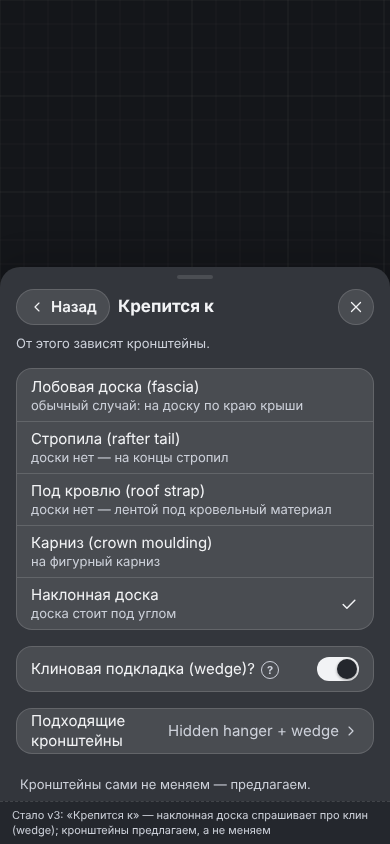 Назад
Крепится к
От этого зависят кронштейны.
Лобовая доска (fascia)
обычный случай: на доску по краю крыши
Стропила (rafter tail)
доски нет — на концы стропил
Под кровлю (roof strap)
доски нет — лентой под кровельный материал
Карниз (crown moulding)
на фигурный карниз
Наклонная доска
доска стоит под углом
Клиновая подкладка (wedge)? ?
Подходящие
кронштейны
Hidden hanger + wedge
Кронштейны сами не меняем — предлагаем.
Стало v3: «Крепится к» — наклонная доска спрашивает про клин
(wedge); кронштейны предлагаем, а не меняем